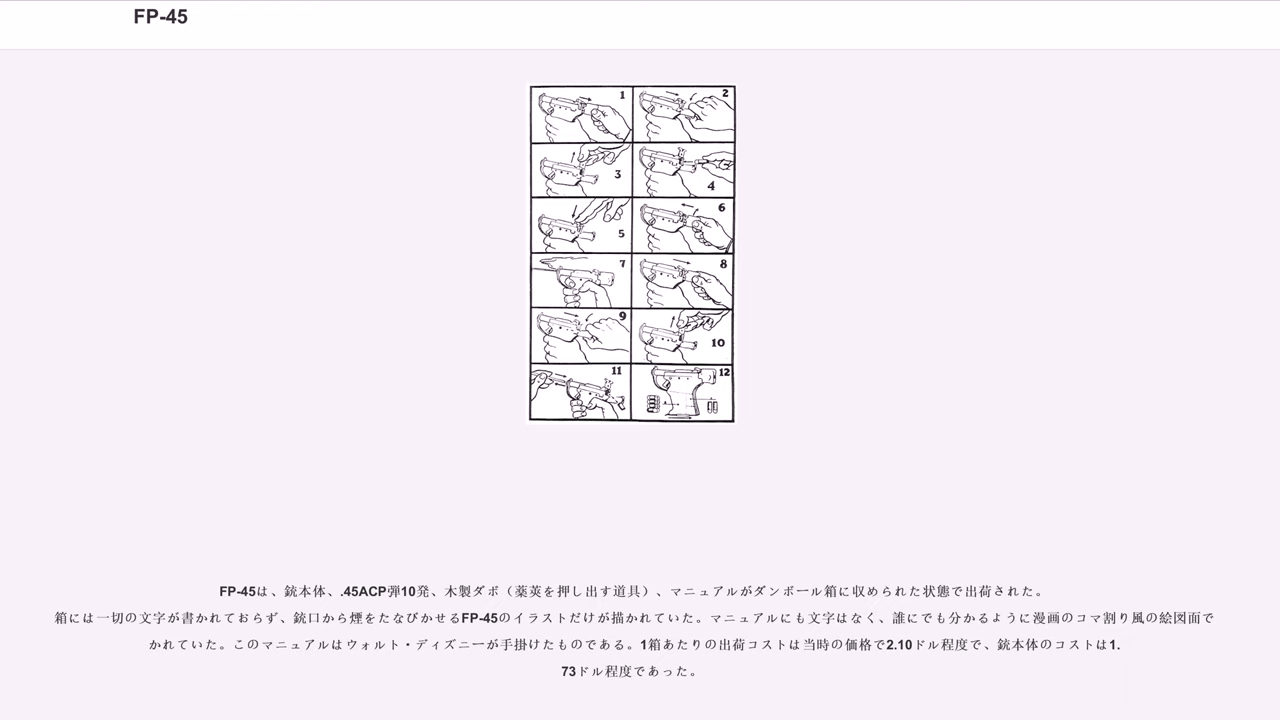 FP-45
1
2
3
4
5
6
7
8
9
10
11
12
FP-45は、銃本体、.45ACP弾10発、木製ダボ（薬莢を押し出す道具）、マニュアルがダンボール箱に収められた状態で出荷された。
箱には一切の文字が書かれておらず、銃口から煙をたなびかせるFP-45のイラストだけが描かれていた。マニュアルにも文字はなく、誰にでも分かるように漫画のコマ割り風の絵図面で
かれていた。このマニュアルはウォルト・ディズニーが手掛けたものである。1箱あたりの出荷コストは当時の価格で2.10ドル程度で、銃本体のコストは1.
73ドル程度であった。